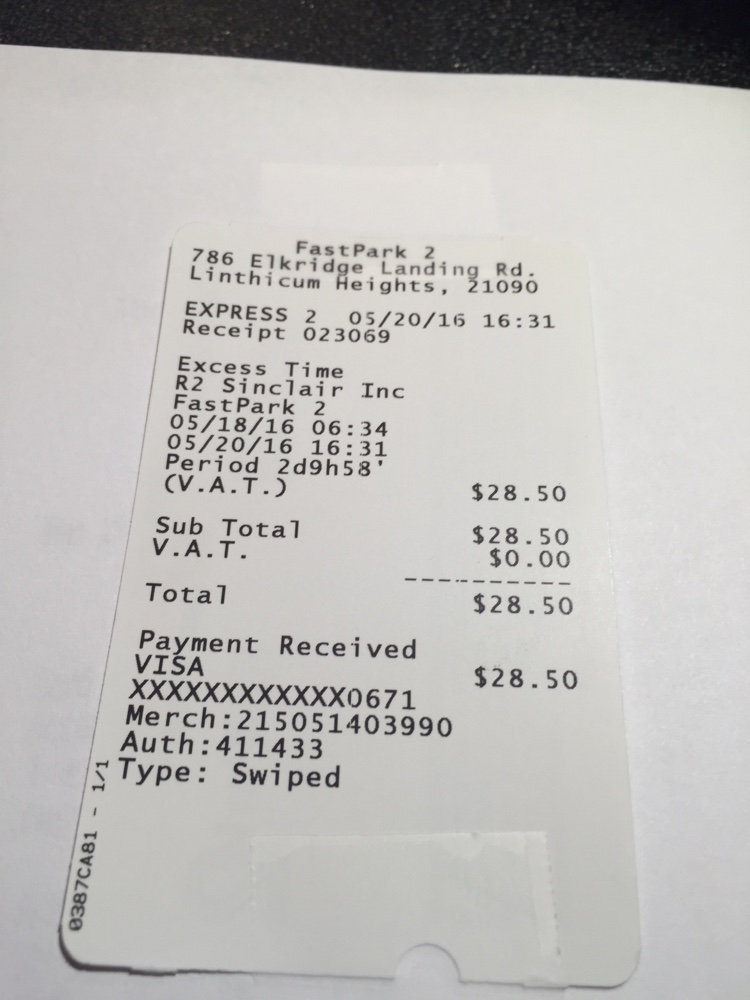 FastPark 2
786 Elkridge Landing Rd.
Linthicum Heights, 21090
EXPRESS 2 05/20/16 16:31
Receipt 023069
Excess Time
R2 Sinclair Inc
FastPark 2
05/18/16 06:34
05/20/16 16:31
Period 2d9h58'
(V.A.T.) $28.50
Sub Total $28.50
V.A.T. $0.00
----------
Total $28.50
Payment Received
VISA $28.50
XXXXXXXXXXXX0671
Merch:215051403990
Auth:411433
Type: Swiped
0387CA81 - 1/1